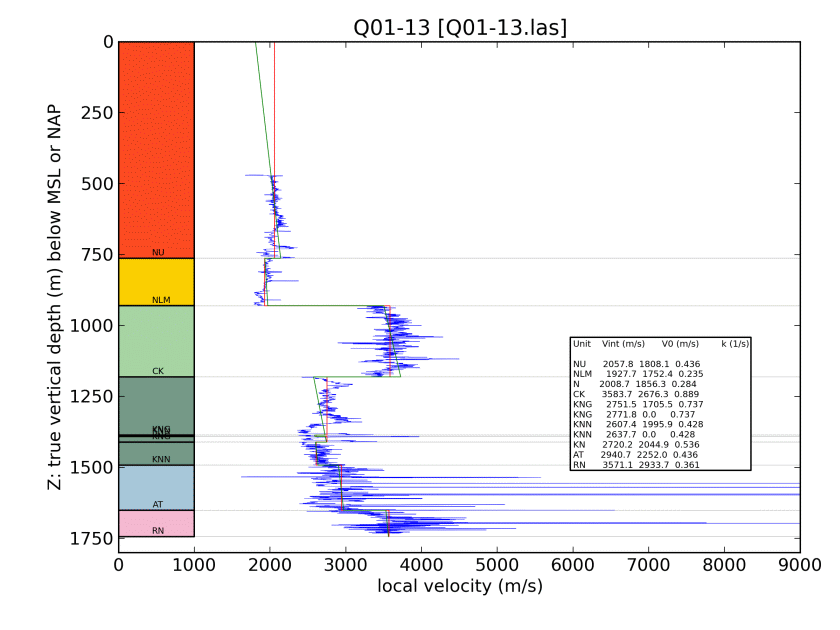 Q01-13 [Q01-13.las]
Z: true vertical depth (m) below MSL or NAP
0
250
500
750
1000
1250
1500
1750
NU
NLM
CK
KNG
KNG
KNN
AT
RN
Unit Vint (m/s) V0 (m/s) k (1/s)
NU 2057.8 1808.1 0.436
NLM 1927.7 1752.4 0.235
N 2008.7 1856.3 0.284
CK 3583.7 2676.3 0.889
KNG 2751.5 1705.5 0.737
KNG 2771.8 0.0 0.737
KNN 2607.4 1995.9 0.428
KNN 2637.7 0.0 0.428
KN 2720.2 2044.9 0.536
AT 2940.7 2252.0 0.436
RN 3571.1 2933.7 0.361
0 1000 2000 3000 4000 5000 6000 7000 8000 9000
local velocity (m/s)